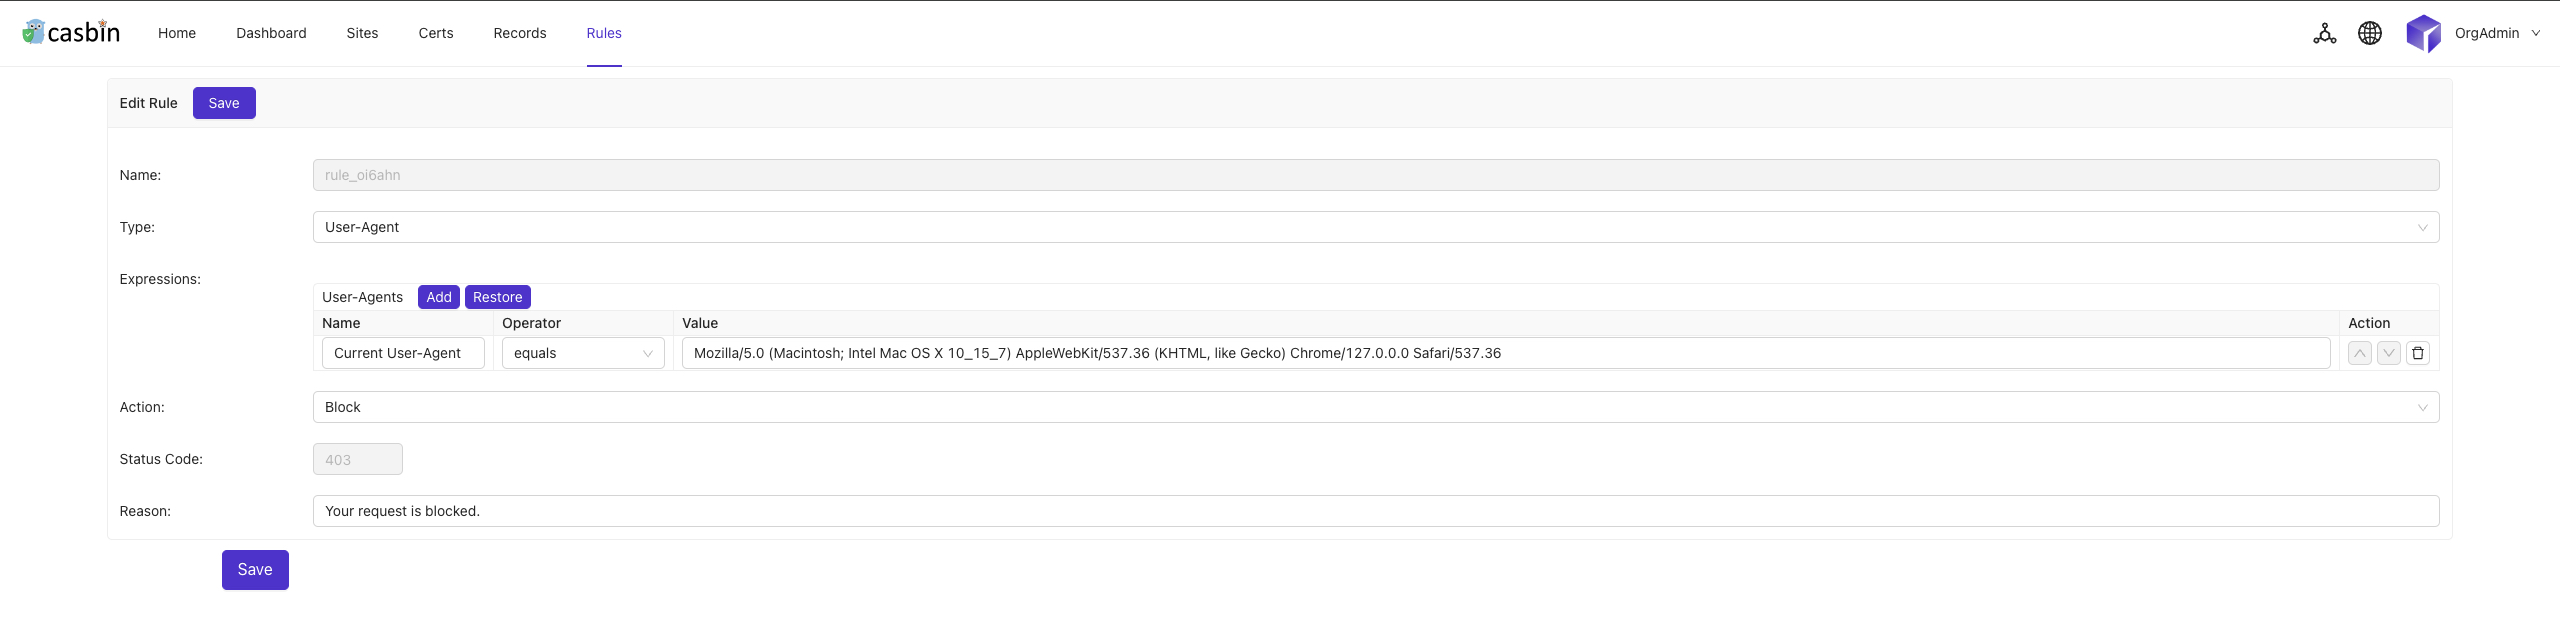 casbin Home Dashboard Sites Certs Records Rules OrgAdmin
Edit Rule Save
Name: rule_oi6ahn
Type: User-Agent
Expressions:
User-Agents Add Restore
Name Operator Value Action
Current User-Agent equals Mozilla/5.0 (Macintosh; Intel Mac OS X 10_15_7) AppleWebKit/537.36 (KHTML, like Gecko) Chrome/127.0.0.0 Safari/537.36
Action: Block
Status Code: 403
Reason: Your request is blocked.
Save